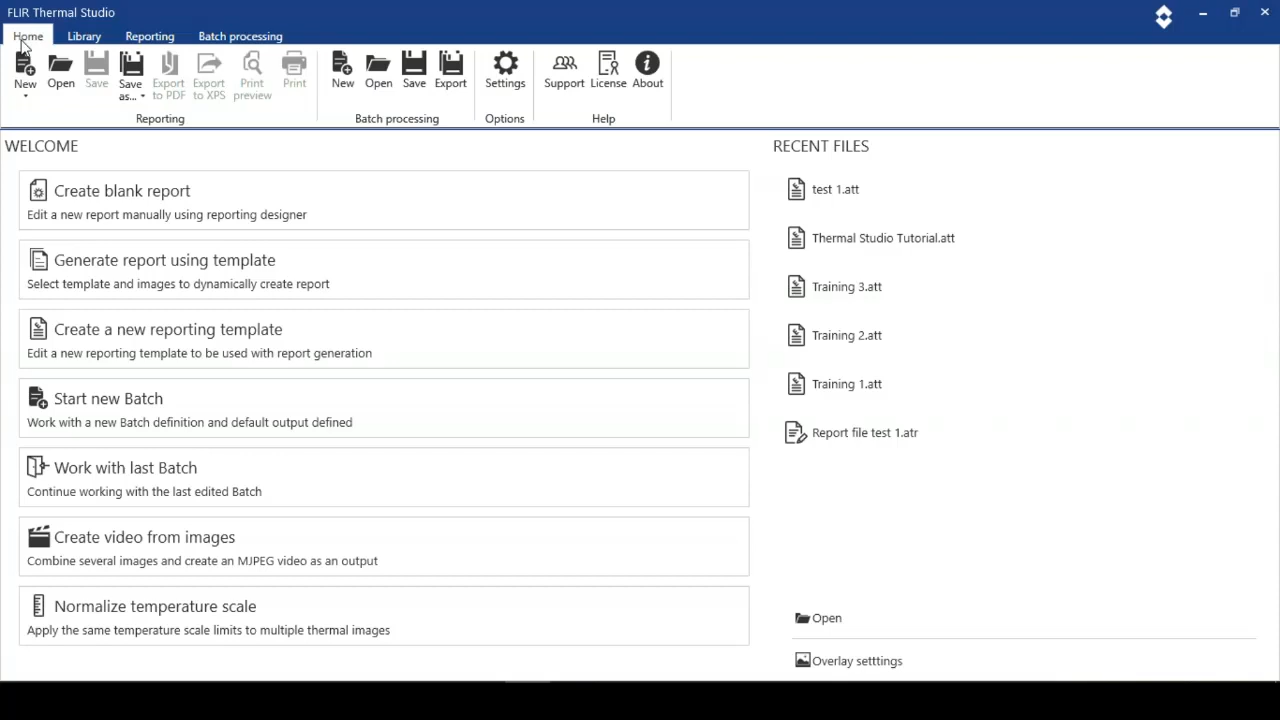 FLIR Thermal Studio
Home Library Reporting Batch processing
New Open Save Save as... Export to PDF Export to XPS Print preview Print
New Open Save Export
Settings
Support License About
Reporting Batch processing Options Help
WELCOME
Create blank report
Edit a new report manually using reporting designer
Generate report using template
Select template and images to dynamically create report
Create a new reporting template
Edit a new reporting template to be used with report generation
Start new Batch
Work with a new Batch definition and default output defined
Work with last Batch
Continue working with the last edited Batch
Create video from images
Combine several images and create an MJPEG video as an output
Normalize temperature scale
Apply the same temperature scale limits to multiple thermal images
RECENT FILES
test 1.att
Thermal Studio Tutorial.att
Training 3.att
Training 2.att
Training 1.att
Report file test 1.atr
Open
Overlay setttings